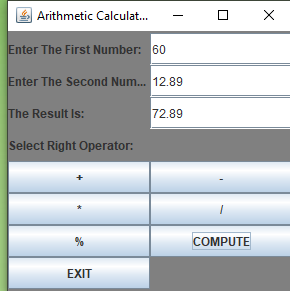 Arithmetic Calculat...
Enter The First Number: 60
Enter The Second Num... 12.89
The Result Is: 72.89
Select Right Operator:
+ -
* /
% COMPUTE
EXIT